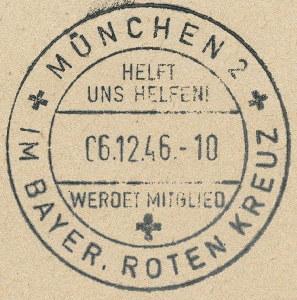 MÜNCHEN 2
HELFT
UNS HELFEN!
06.12.46.-10
WERDET MITGLIED
IM BAYER. ROTEN KREUZ